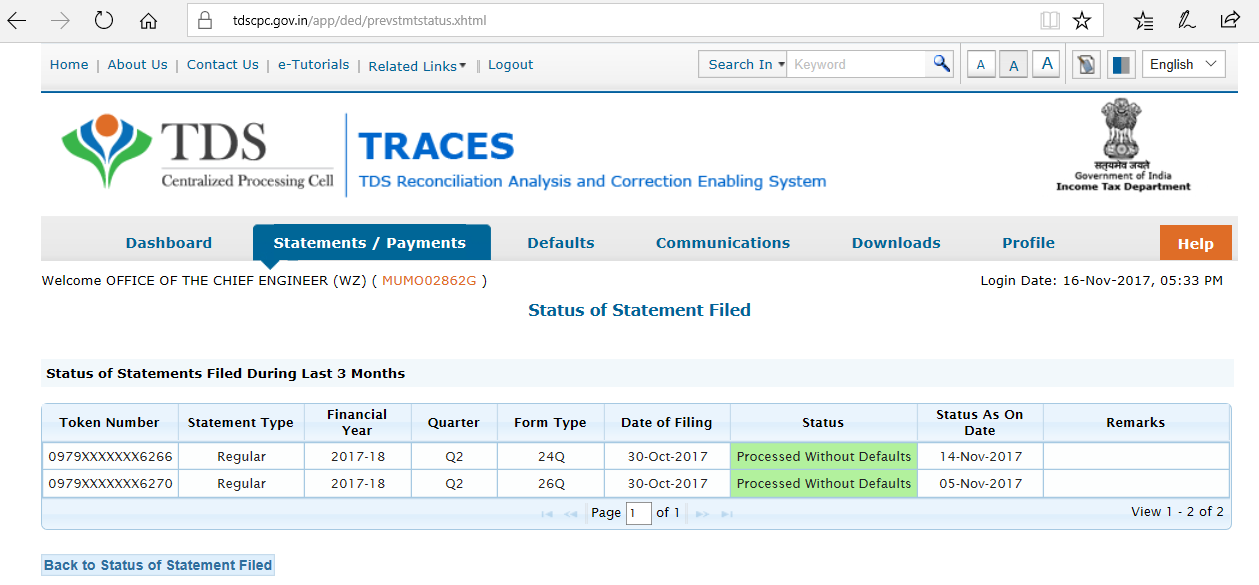 tdscpc.gov.in/app/ded/prevstmtstatus.xhtml
Home | About Us | Contact Us | e-Tutorials | Related Links▾ | Logout Search In ▾ Keyword A A A English
TDS
Centralized Processing Cell
TRACES
TDS Reconciliation Analysis and Correction Enabling System
सत्यमेव जयते
Government of India
Income Tax Department
Dashboard Statements / Payments Defaults Communications Downloads Profile Help
Welcome OFFICE OF THE CHIEF ENGINEER (WZ) ( MUMO02862G ) Login Date: 16-Nov-2017, 05:33 PM
Status of Statement Filed
Status of Statements Filed During Last 3 Months
Token Number Statement Type Financial Year Quarter Form Type Date of Filing Status Status As On Date Remarks
0979XXXXXXX6266 Regular 2017-18 Q2 24Q 30-Oct-2017 Processed Without Defaults 14-Nov-2017
0979XXXXXXX6270 Regular 2017-18 Q2 26Q 30-Oct-2017 Processed Without Defaults 05-Nov-2017
Page 1 of 1 View 1 - 2 of 2
Back to Status of Statement Filed